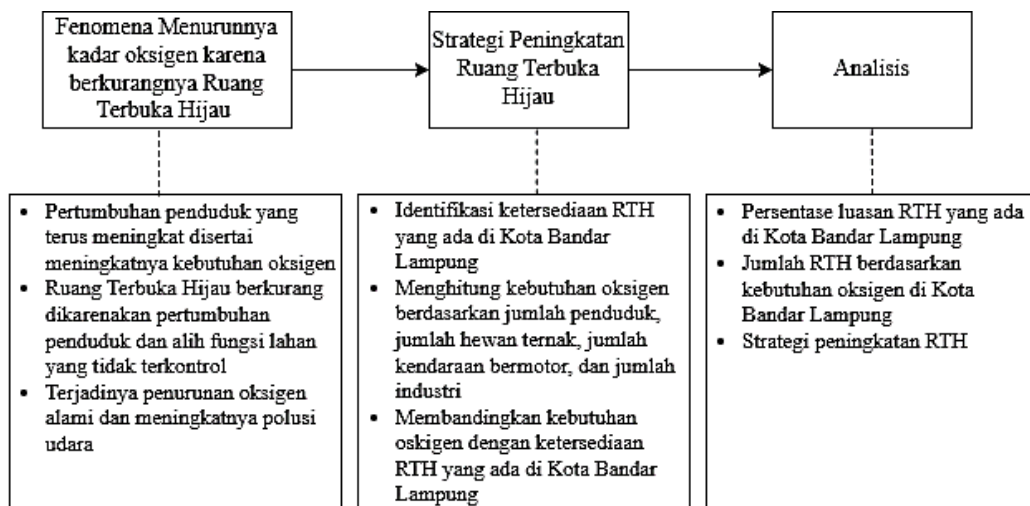 Fenomena Menurunnya
kadar oksigen karena
berkurangnya Ruang
Terbuka Hijau
Strategi Peningkatan
Ruang Terbuka
Hijau
Analisis
• Pertumbuhan penduduk yang
terus meningkat disertai
meningkatnya kebutuhan oksigen
• Ruang Terbuka Hijau berkurang
dikarenakan pertumbuhan
penduduk dan alih fungsi lahan
yang tidak terkontrol
• Terjadinya penurunan oksigen
alami dan meningkatnya polusi
udara
• Identifikasi ketersediaan RTH
yang ada di Kota Bandar
Lampung
• Menghitung kebutuhan oksigen
berdasarkan jumlah penduduk,
jumlah hewan ternak, jumlah
kendaraan bermotor, dan jumlah
industri
• Membandingkan kebutuhan
oskigen dengan ketersediaan
RTH yang ada di Kota Bandar
Lampung
• Persentase luasan RTH yang ada
di Kota Bandar Lampung
• Jumlah RTH berdasarkan
kebutuhan oksigen di Kota
Bandar Lampung
• Strategi peningkatan RTH